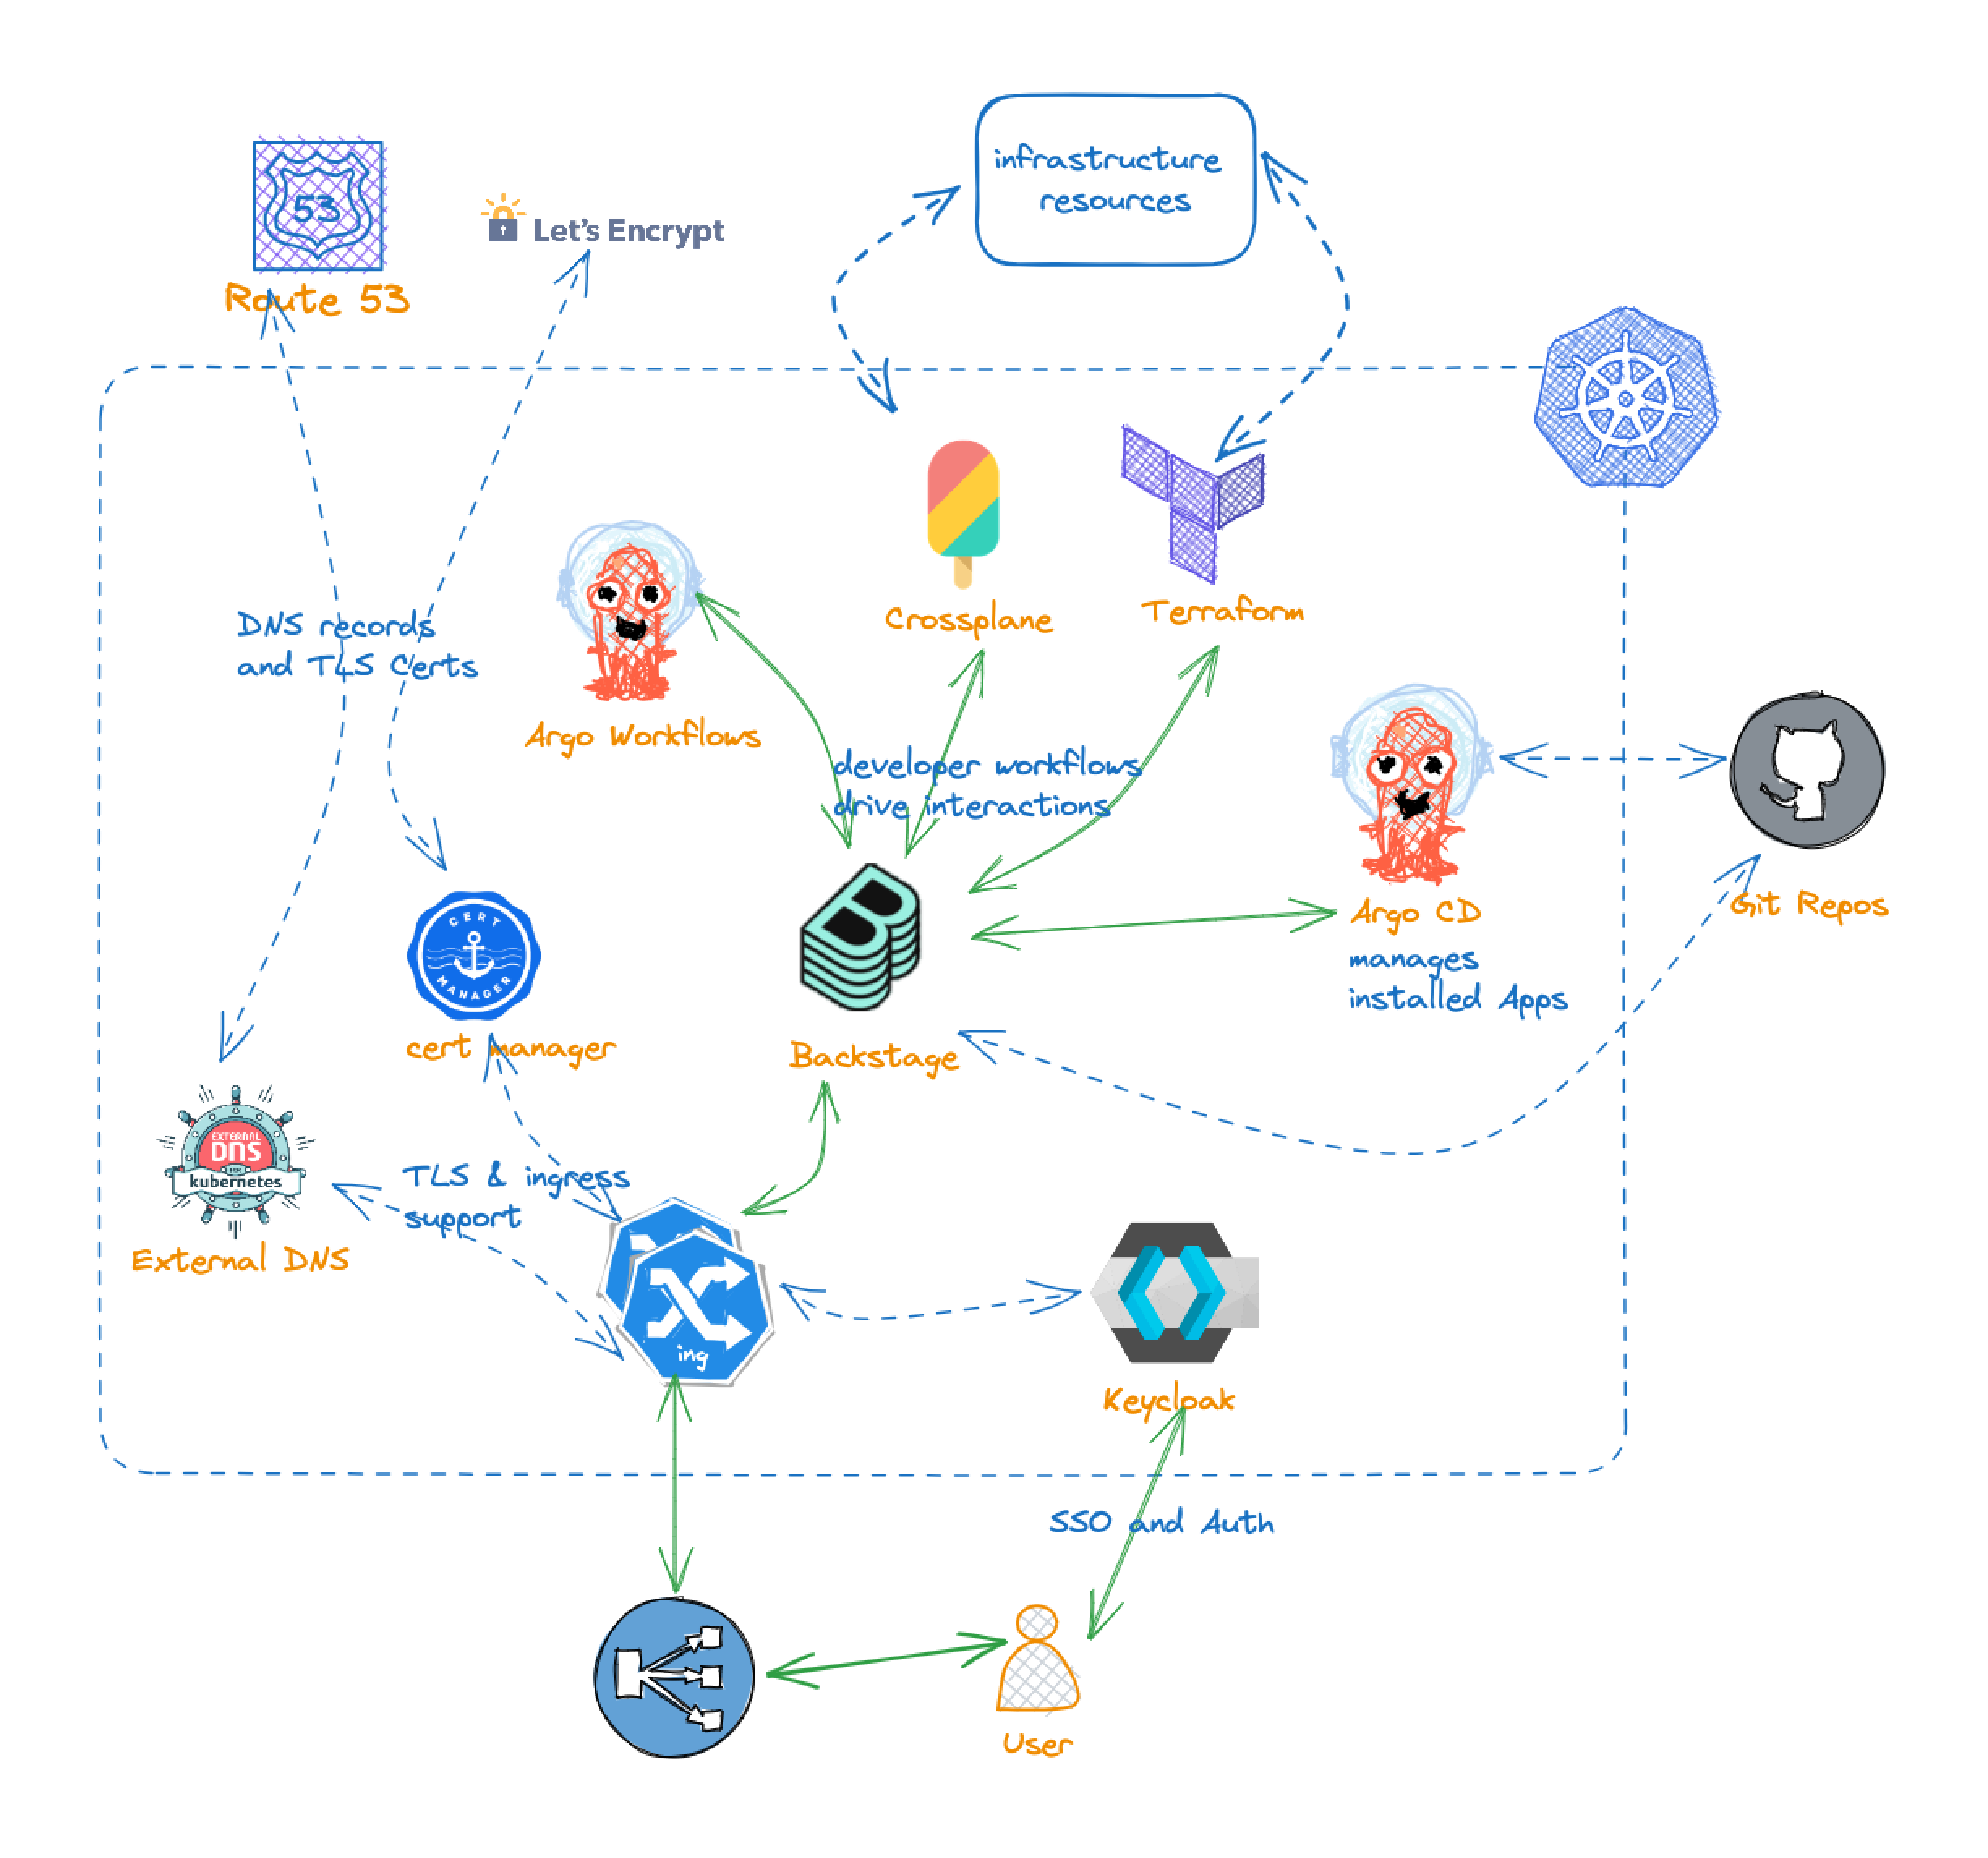 infrastructure
resources
53
Let's Encrypt
Route 53
DNS records
and TLS Certs
Crossplane
Terraform
Argo Workflows
developer workflows
drive interactions
CERT
MANAGER
cert manager
Backstage
Argo CD
manages
installed Apps
Git Repos
EXTERNAL
DNS
FOR
kubernetes
External DNS
TLS & ingress
support
ing
Keycloak
SSO and Auth
User